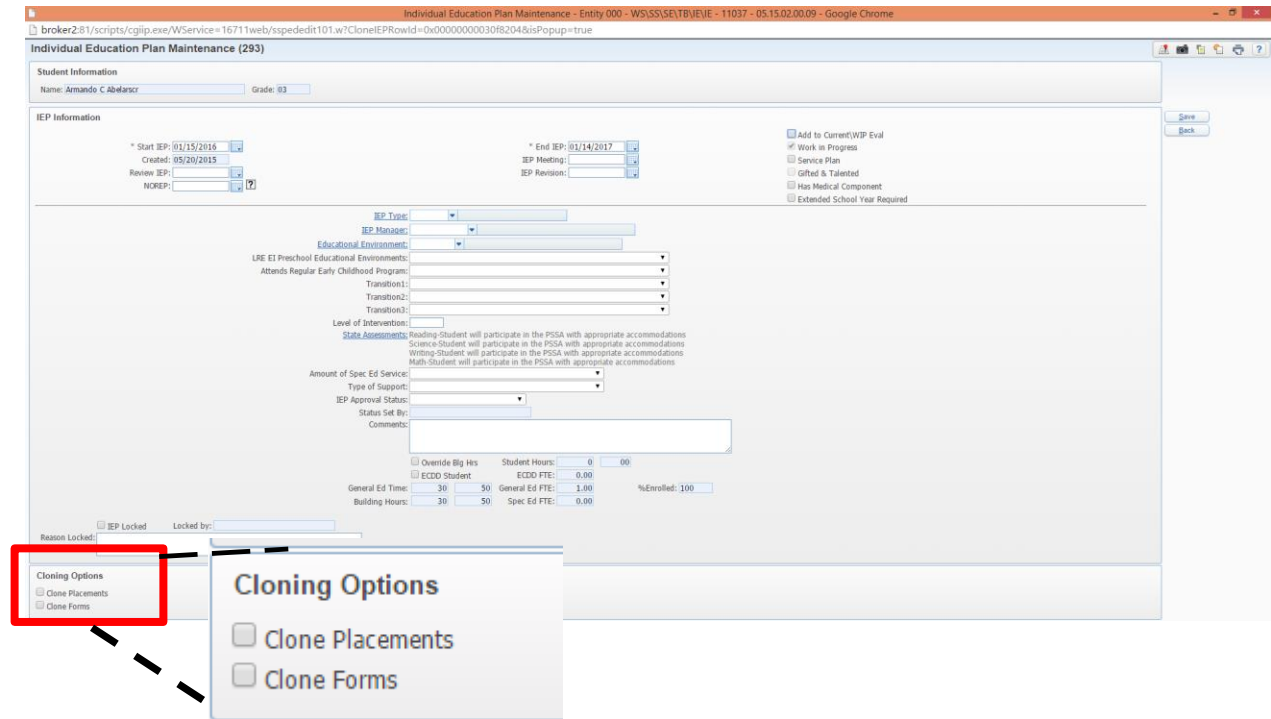 Individual Education Plan Maintenance - Entity 000 - WS\SS\SE\TB\IE\IE - 11037 - 05.15.02.00.09 - Google Chrome
broker2:81/scripts/cgiip.exe/WService=16711web/sspededit101.w?CloneIEPRowId=0x00000000030f8204&isPopup=true
Individual Education Plan Maintenance (293)
Student Information
Name: Armando C Abelarscr Grade: 03
IEP Information
Save
Back
* Start IEP: 01/15/2016 * End IEP: 01/14/2017 Add to Current\WIP Eval
Created: 05/20/2015 IEP Meeting: Work in Progress
Review IEP: IEP Revision: Service Plan
NOREP: ? Gifted & Talented
Has Medical Component
Extended School Year Required
IEP Type:
IEP Manager:
Educational Environment:
LRE EI Preschool Educational Environments:
Attends Regular Early Childhood Program:
Transition1:
Transition2:
Transition3:
Level of Intervention:
State Assessments: Reading-Student will participate in the PSSA with appropriate accommodations
Science-Student will participate in the PSSA with appropriate accommodations
Writing-Student will participate in the PSSA with appropriate accommodations
Math-Student will participate in the PSSA with appropriate accommodations
Amount of Spec Ed Service:
Type of Support:
IEP Approval Status:
Status Set By:
Comments:
Override Blg Hrs Student Hours: 0 00
ECDD Student ECDD FTE: 0.00
General Ed Time: 30 50 General Ed FTE: 1.00 %Enrolled: 100
Building Hours: 30 50 Spec Ed FTE: 0.00
IEP Locked Locked by:
Reason Locked:
Cloning Options
Clone Placements
Clone Forms
Cloning Options
Clone Placements
Clone Forms